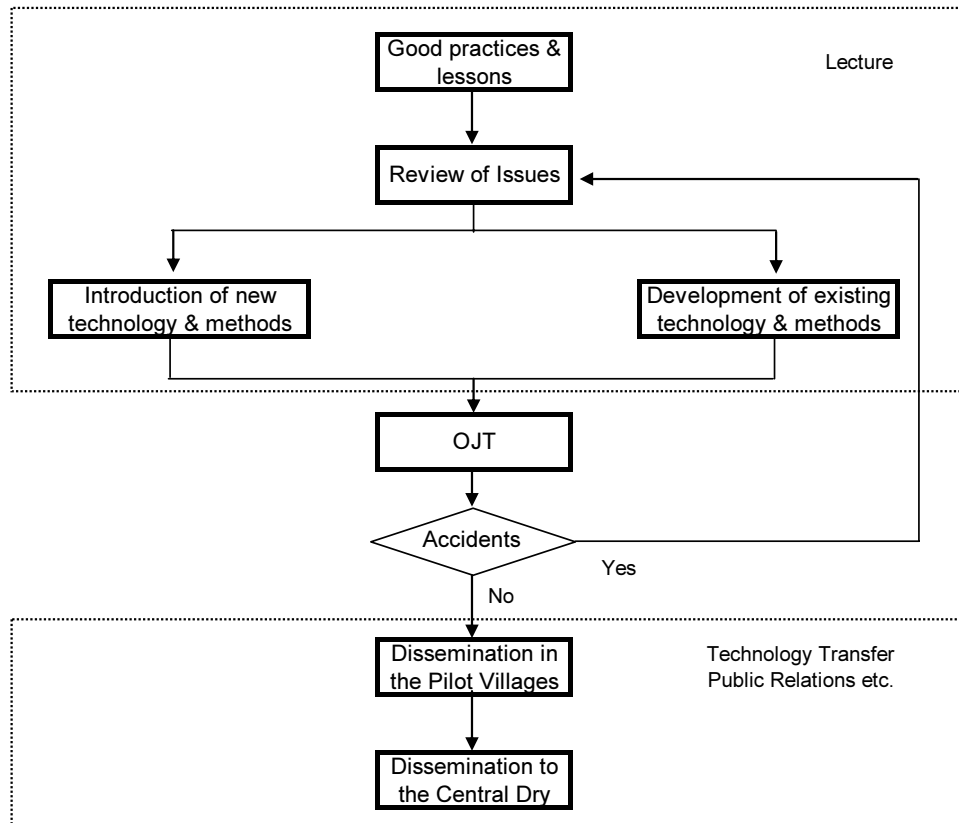 Good practices &
lessons
Lecture
Review of Issues
Introduction of new
technology & methods
Development of existing
technology & methods
OJT
Accidents
Yes
No
Dissemination in
the Pilot Villages
Technology Transfer
Public Relations etc.
Dissemination to
the Central Dry